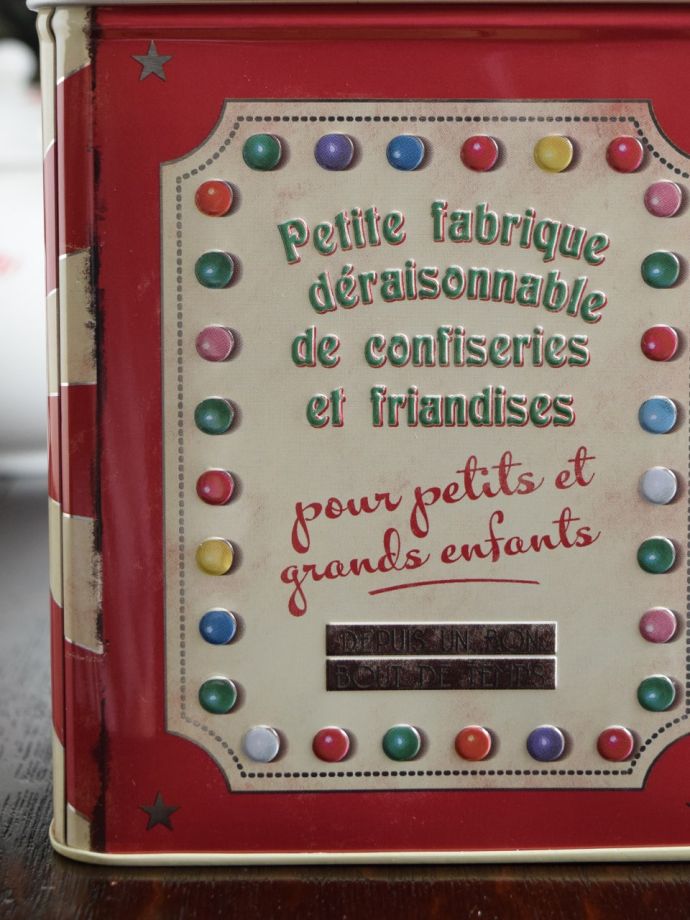 Petite fabrique
déraisonnable
de confiseries
et friandises
pour petits et
grands enfants
DEPUIS UN BON
BOUT DE TEMPS